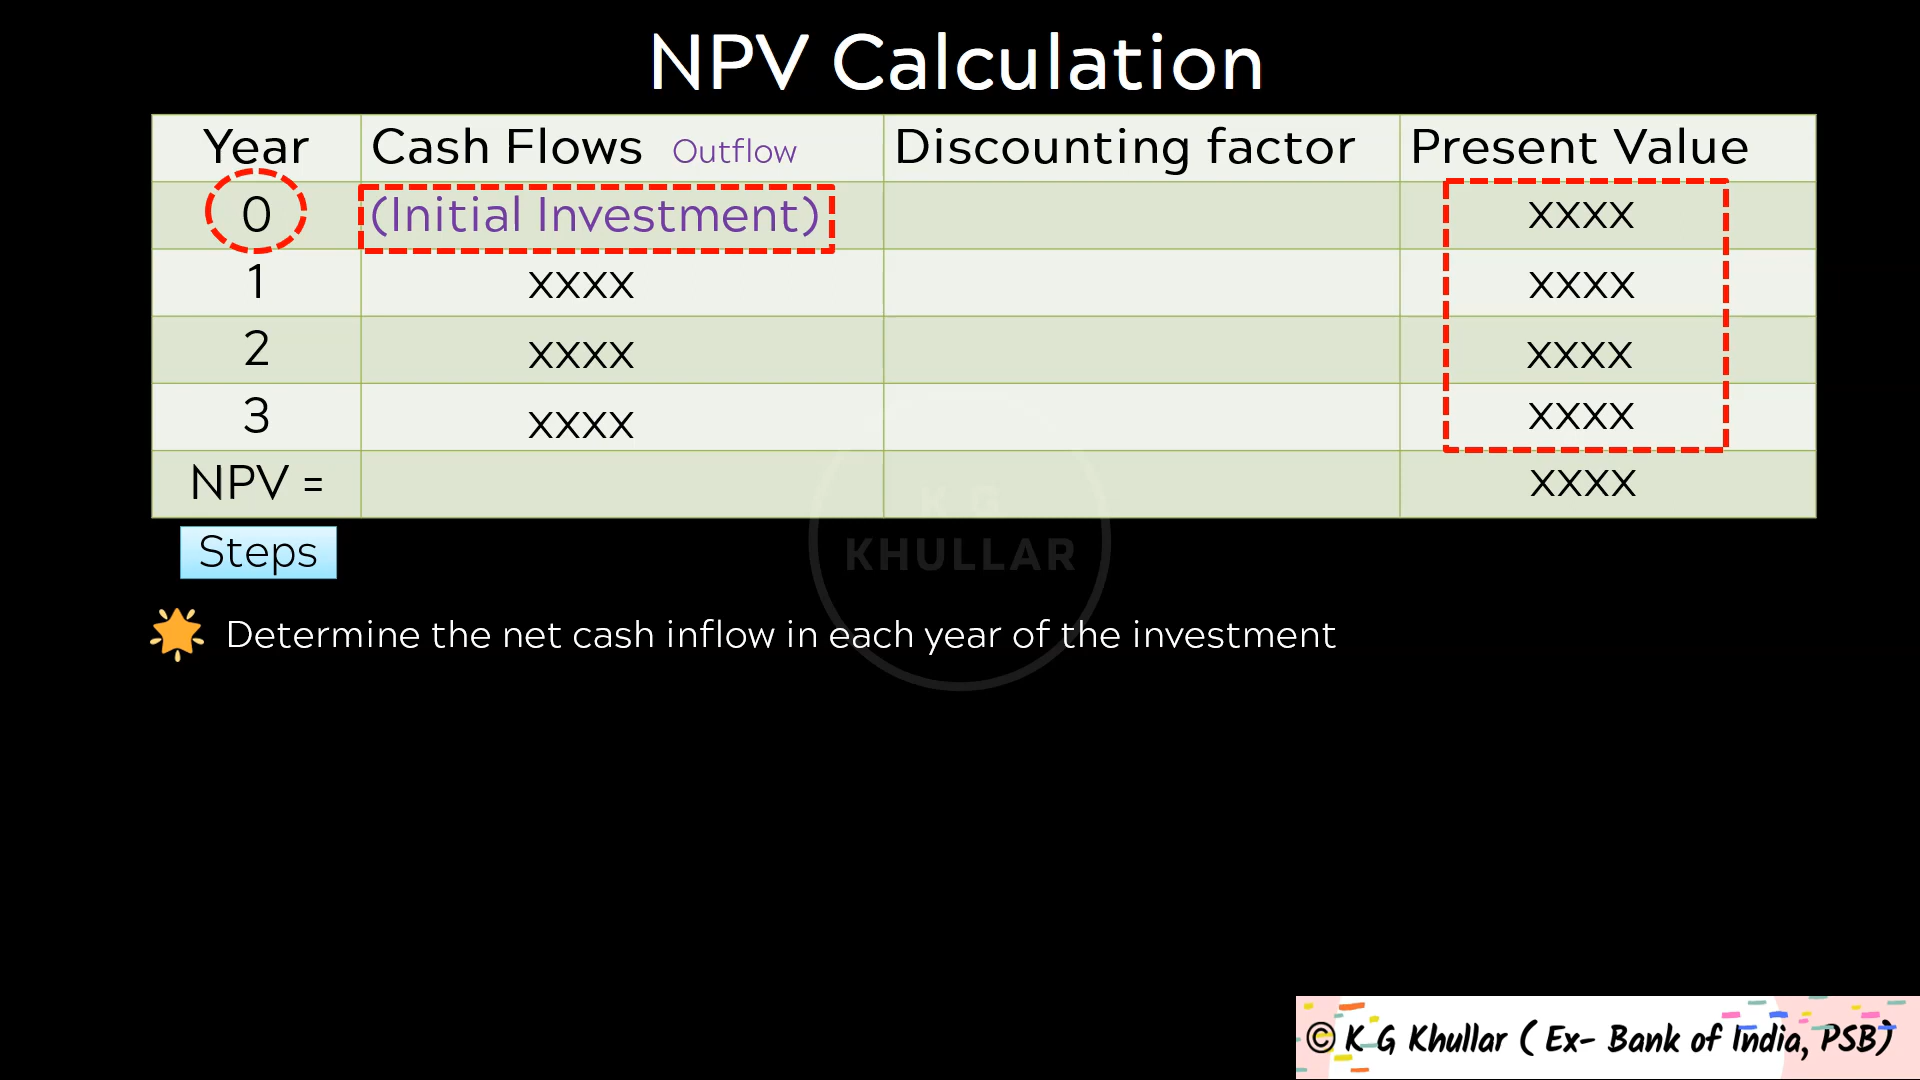 NPV Calculation
Year Cash Flows Outflow Discounting factor Present Value
0 (Initial Investment) xxxx
1 xxxx xxxx
2 xxxx xxxx
3 xxxx xxxx
NPV = xxxx
K G
KHULLAR
Steps
Determine the net cash inflow in each year of the investment
© K G Khullar ( Ex- Bank of India, PSB)